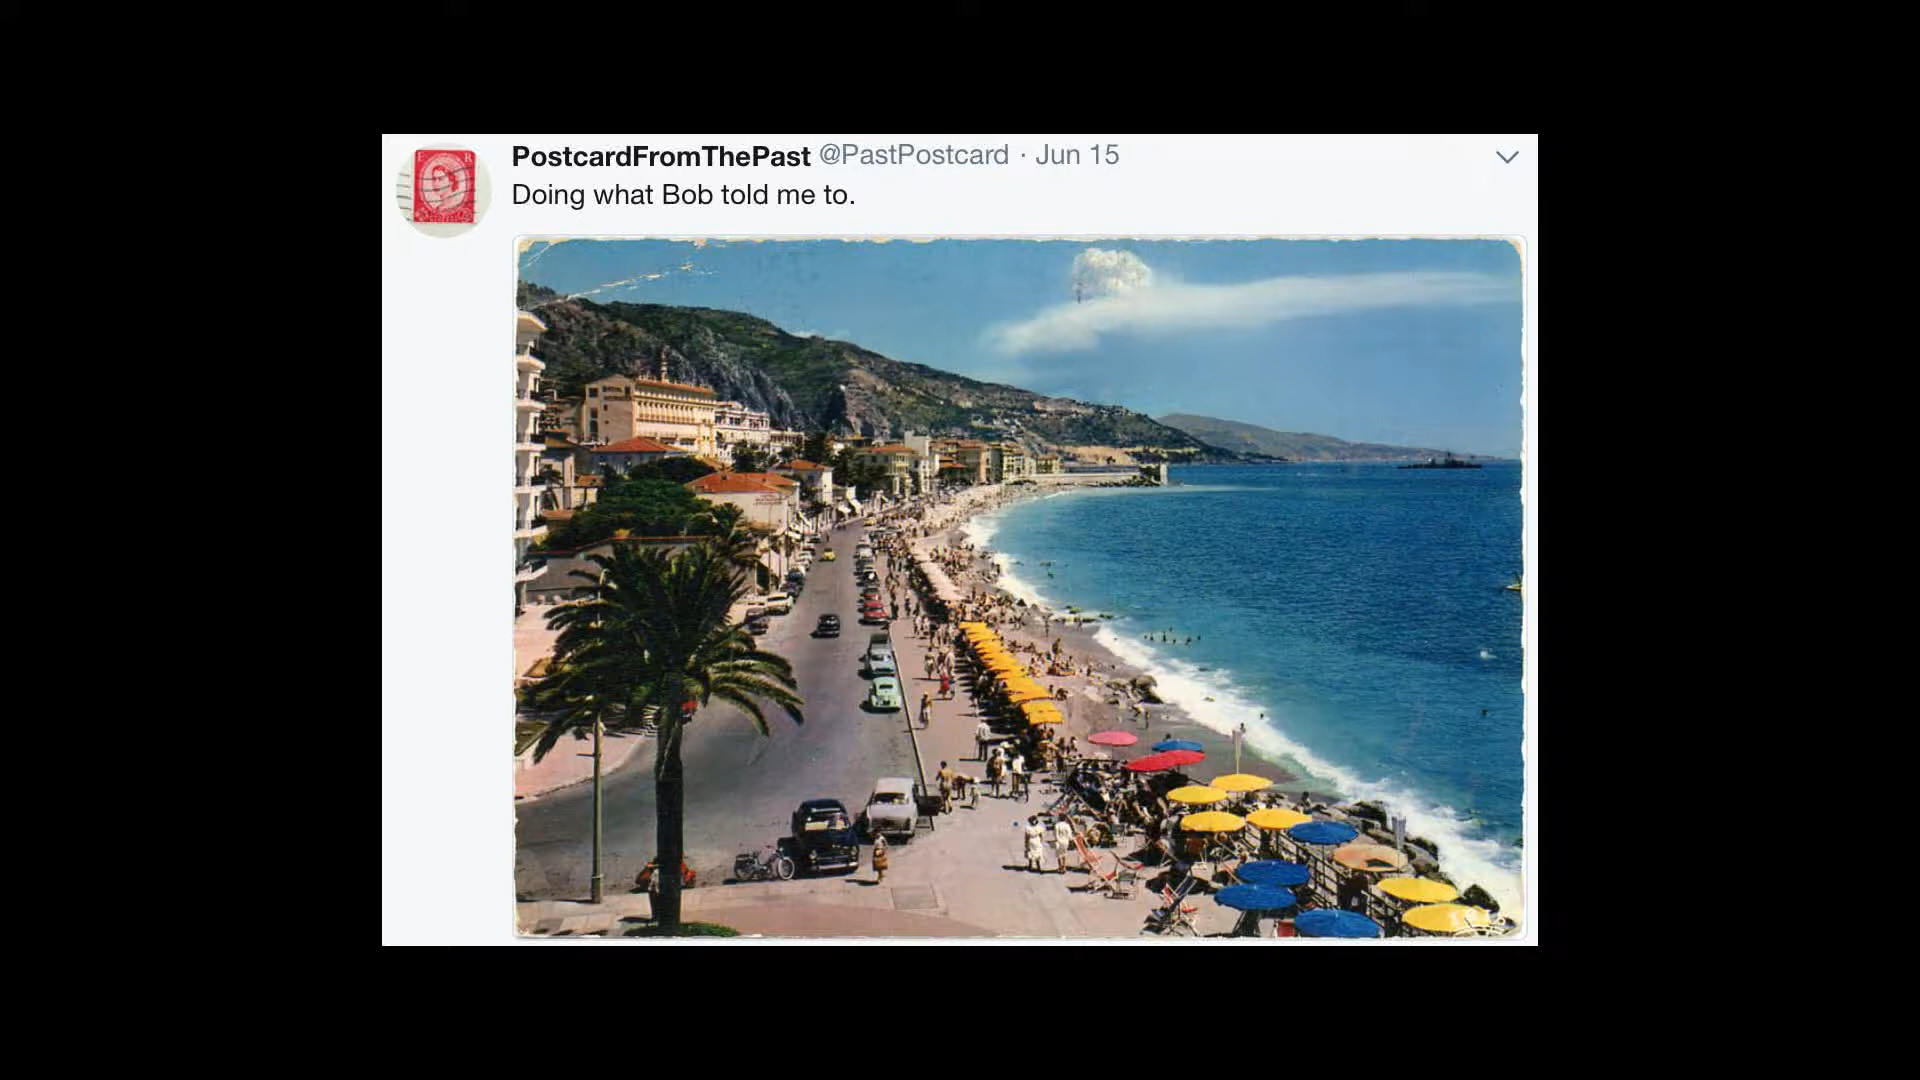 PostcardFromThePast @PastPostcard · Jun 15
Doing what Bob told me to.
E R